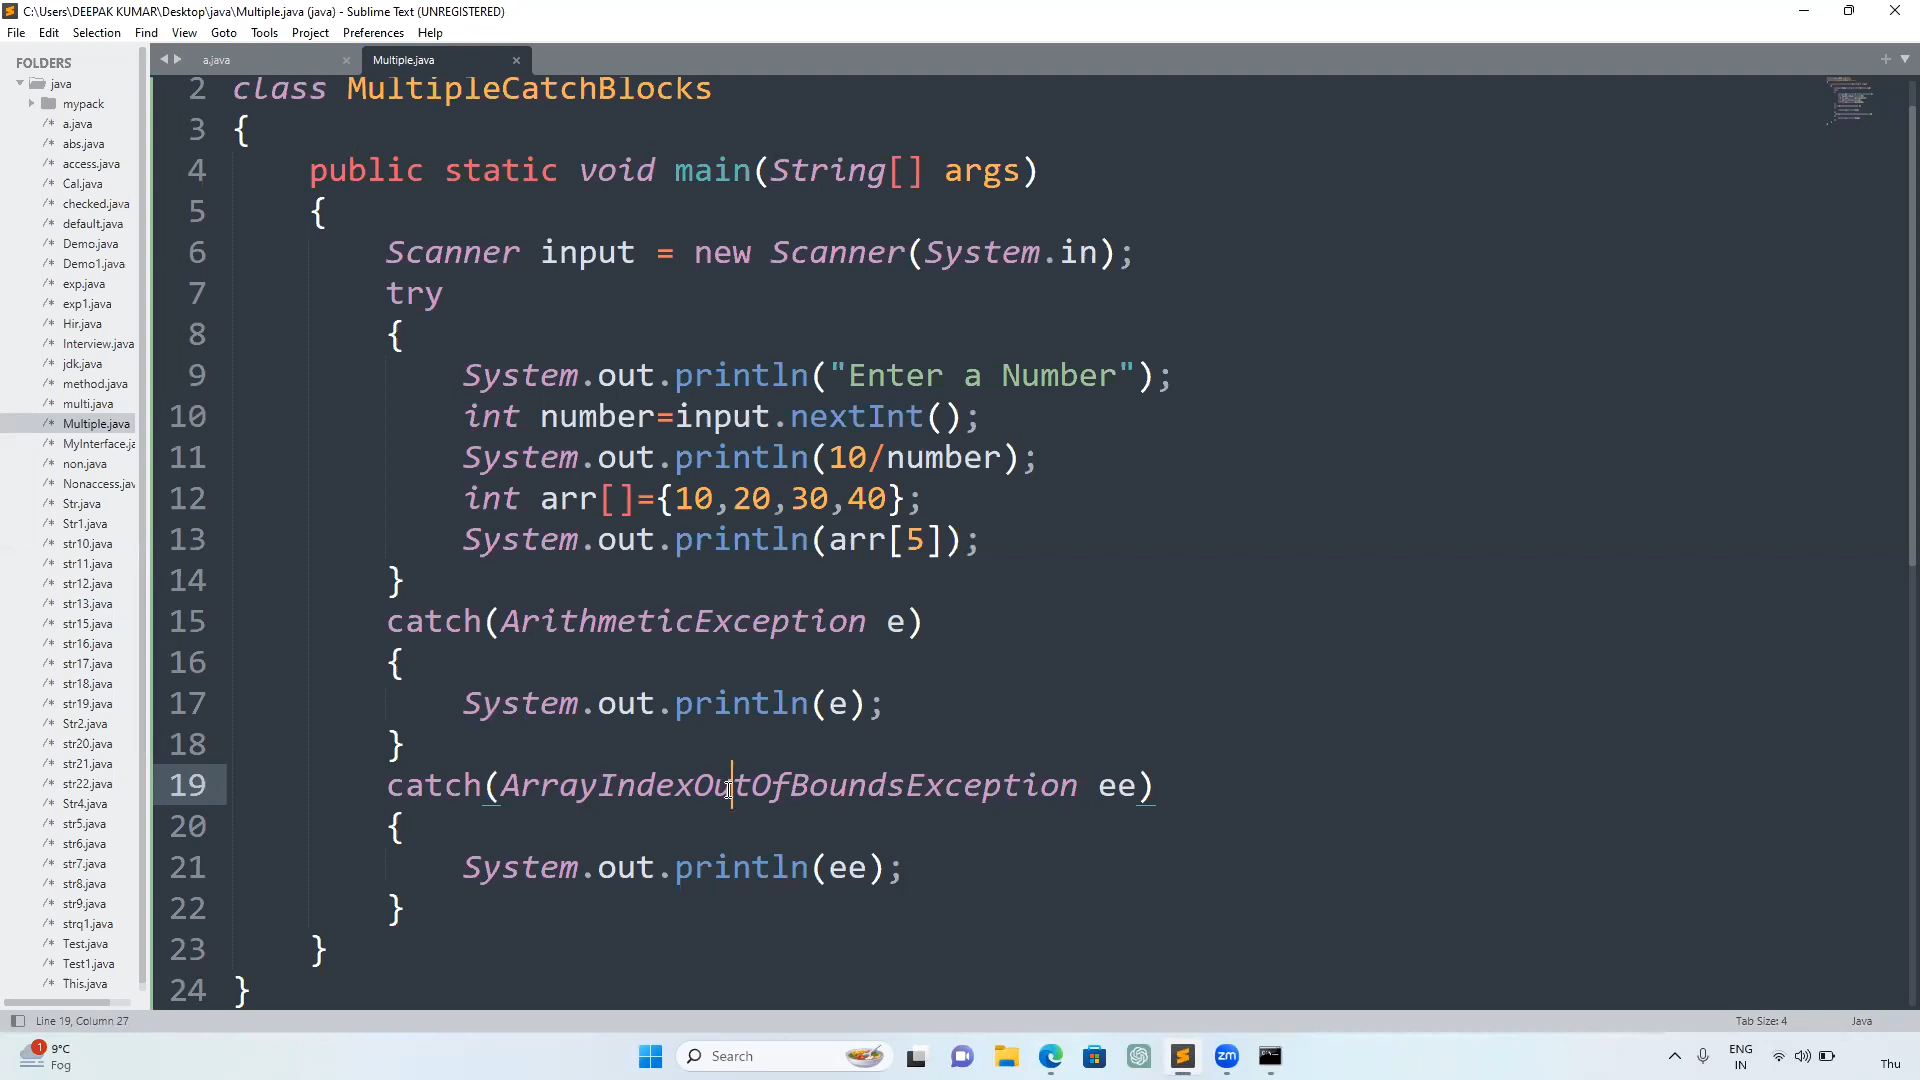 C:\Users\DEEPAK KUMAR\Desktop\java\Multiple.java (java) - Sublime Text (UNREGISTERED)
File Edit Selection Find View Goto Tools Project Preferences Help
FOLDERS
java
mypack
/* a.java
/* abs.java
/* access.java
/* Cal.java
/* checked.java
/* default.java
/* Demo.java
/* Demo1.java
/* exp.java
/* exp1.java
/* Hir.java
/* Interview.java
/* jdk.java
/* method.java
/* multi.java
/* Multiple.java
/* MyInterface.ja
/* non.java
/* Nonaccess.jav
/* Str.java
/* Str1.java
/* str10.java
/* str11.java
/* str12.java
/* str13.java
/* str15.java
/* str16.java
/* str17.java
/* str18.java
/* str19.java
/* Str2.java
/* str20.java
/* str21.java
/* str22.java
/* Str4.java
/* str5.java
/* str6.java
/* str7.java
/* str8.java
/* str9.java
/* strq1.java
/* Test.java
/* Test1.java
/* This.java
a.java
Multiple.java
2 class MultipleCatchBlocks
3 {
4 public static void main(String[] args)
5 {
6 Scanner input = new Scanner(System.in);
7 try
8 {
9 System.out.println("Enter a Number");
10 int number=input.nextInt();
11 System.out.println(10/number);
12 int arr[]={10,20,30,40};
13 System.out.println(arr[5]);
14 }
15 catch(ArithmeticException e)
16 {
17 System.out.println(e);
18 }
19 catch(ArrayIndexOutOfBoundsException ee)
20 {
21 System.out.println(ee);
22 }
23 }
24 }
Line 19, Column 27
Tab Size: 4
Java
1
9°C
Fog
Search
zm
ENG
IN
Thu